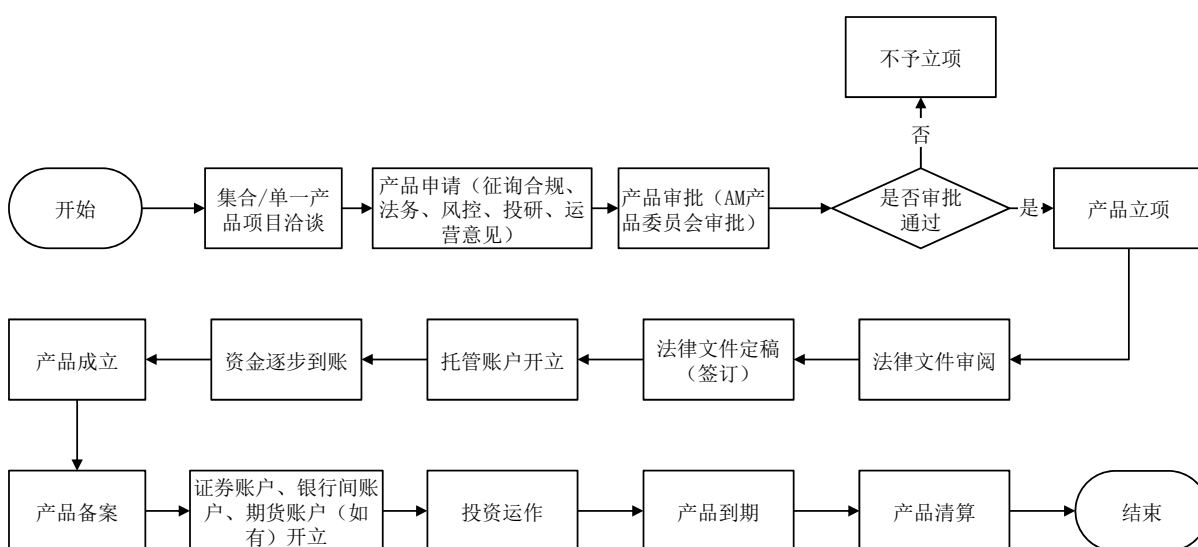 不予立项
否
开始
集合/单一产
品项目洽谈
产品申请（征询合规、
法务、风控、投研、运
营意见）
产品审批（AM产
品委员会审批）
是否审批
通过
是
产品立项
产品成立
资金逐步到账
托管账户开立
法律文件定稿
（签订）
法律文件审阅
产品备案
证券账户、银行间账
户、期货账户（如
有）开立
投资运作
产品到期
产品清算
结束